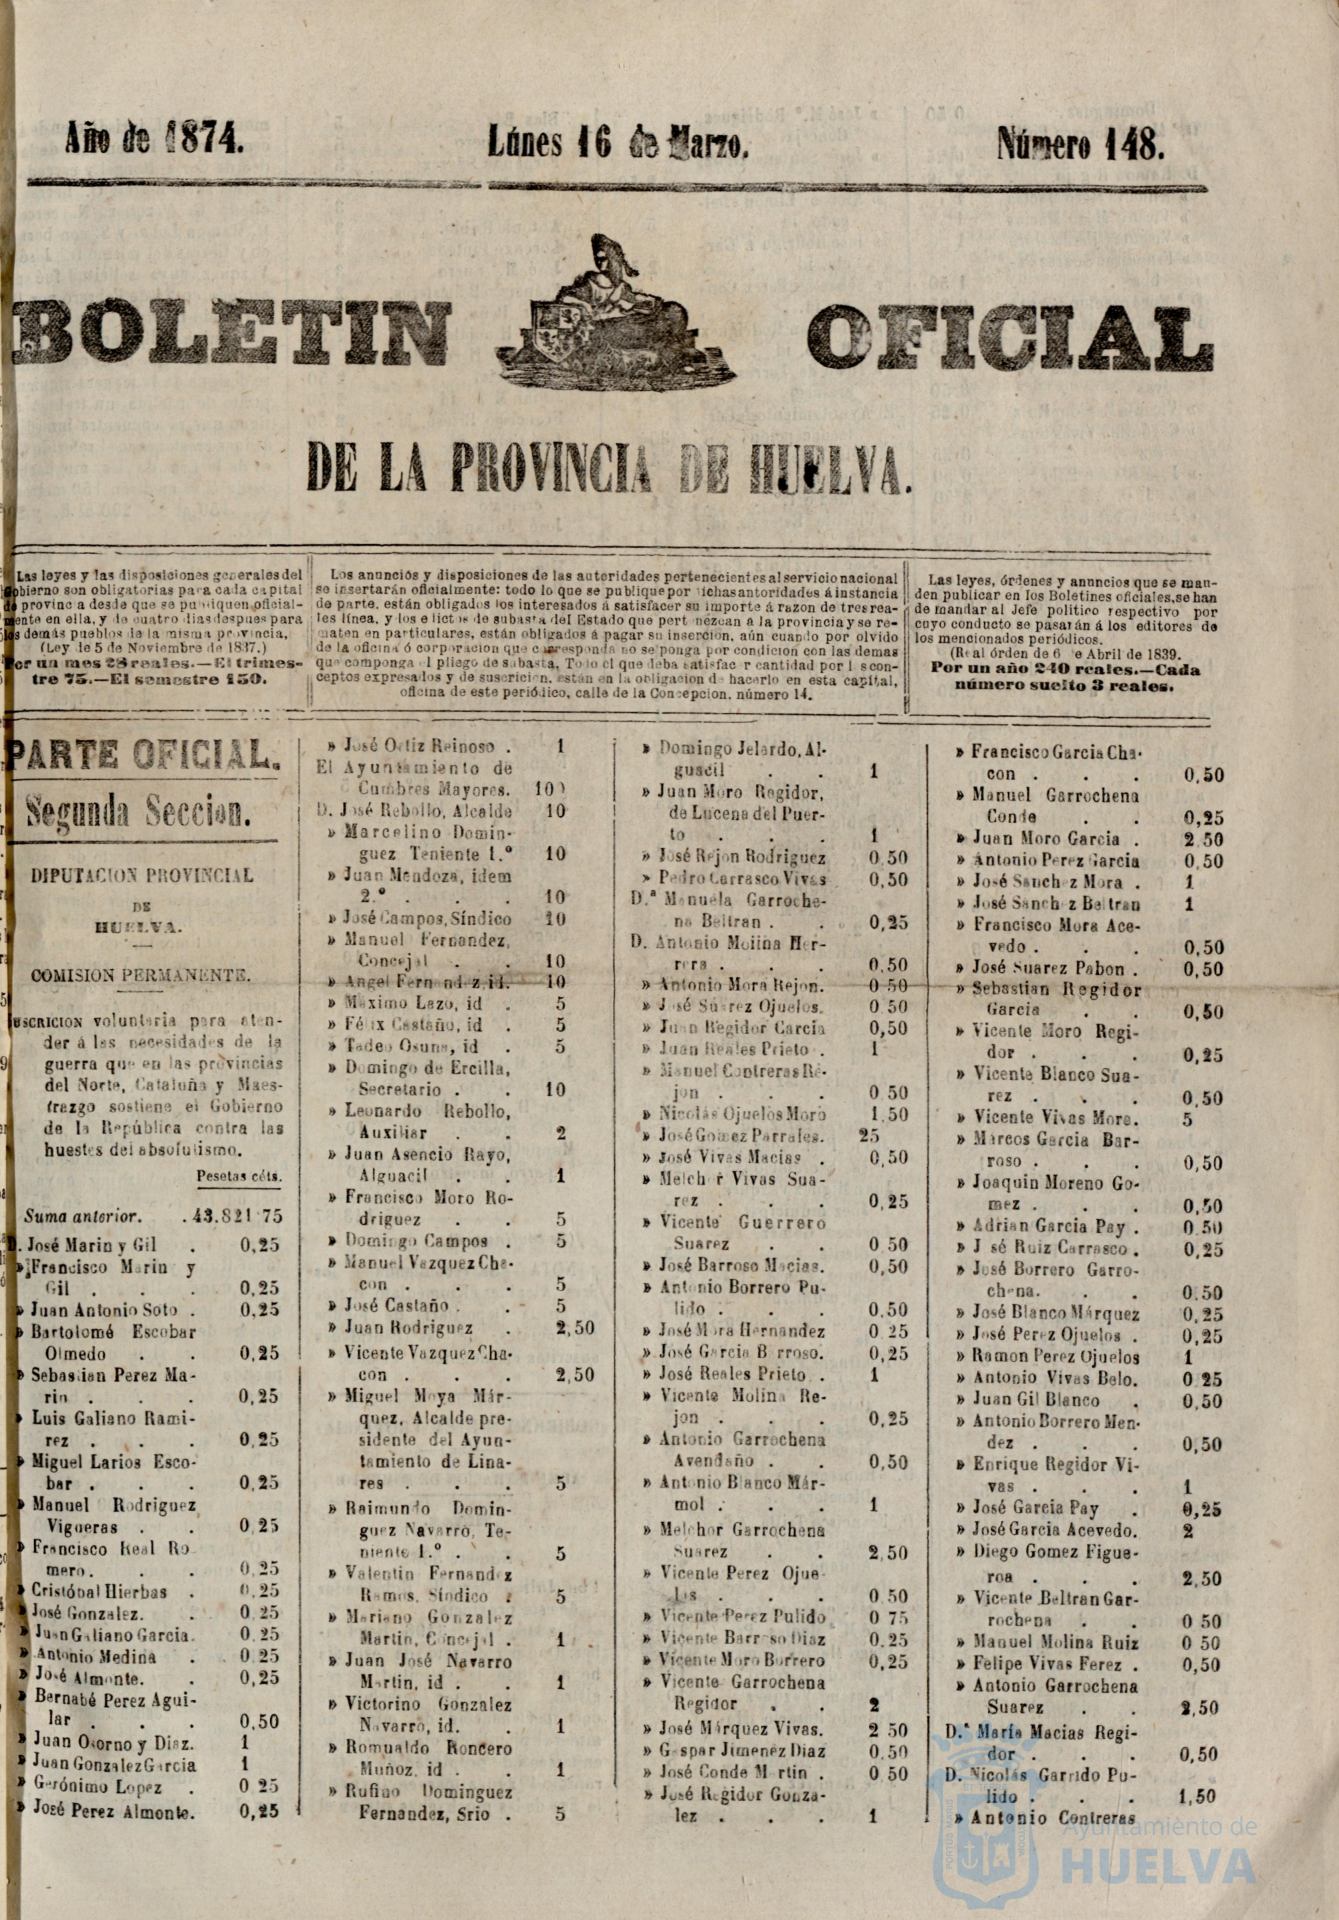 Año de 1874.
Lúnes 16 de Marzo.
Número 148.
BOLETIN OFICIAL
DE LA PROVINCIA DE HUELVA.
Las leyes y las disposiciones generales del
gobierno son obligatorias para cada capital
de provincia desde que se publiquen oficial-
mente en ella, y de cuatro dias despues para
los demás pueblos de la misma provincia,
(Ley de 5 de Noviembre de 1837.)
Por un mes 28 reales.—El trimes-
tre 75.—El semestre 150.
Los anuncios y disposiciones de las autoridades pertenecientes al servicio nacional
se insertarán oficialmente: todo lo que se publique por dichas antoridades á instancia
de parte, están obligados los interesados á satisfacer su importe á razon de tres rea-
les línea, y los edictos de subasta del Estado que pertenezcan á la provincia y se re-
maten en particulares, están obligados á pagar su insercion, aún cuando por olvido
de la oficina ó corporacion que corresponda no se ponga por condicion con las demas
que componga el pliego de subasta. Todo el que deba satisfacer cantidad por los con-
ceptos expresados y de suscricion, están en la obligacion de hacerlo en esta capital,
oficina de este periódico, calle de la Concepcion, número 14.
Las leyes, órdenes y anuncios que se man-
den publicar en los Boletines oficiales, se han
de mandar al Jefe politico respectivo por
cuyo conducto se pasarán á los editores de
los mencionados periódicos.
(Real órden de 6 de Abril de 1839.
Por un año 240 reales.—Cada
número suelto 3 reales.
PARTE OFICIAL.
Segunda Seccion.
DIPUTACION PROVINCIAL
DE
HUELVA.
COMISION PERMANENTE.
SUSCRICION voluntaria para aten-
der á las necesidades de la
guerra que en las provincias
del Norte, Cataluña y Maes-
trazgo sostiene el Gobierno
de la República contra las
huestes del absolutismo.
Pesetas céts.
Suma anterior. . 43.821 75
D. José Marin y Gil . 0,25
» Francisco Marin y
Gil . . . 0,25
» Juan Antonio Soto . 0,25
» Bartolomé Escobar
Olmedo . . 0,25
» Sebastian Perez Ma-
rin . . . 0,25
» Luis Galiano Rami-
rez . . . 0,25
» Miguel Larios Esco-
bar . . . 0,25
» Manuel Rodriguez
Vigueras . . 0,25
» Francisco Real Ro
mero. . . 0,25
» Cristóbal Hierbas . 0,25
» José Gonzalez. . 0 25
» Juan Galiano Garcia. 0 25
» Antonio Medina . 0 25
» José Almonte. . 0,25
» Bernabé Perez Agui-
lar . . . 0,50
» Juan Osorno y Diaz. 1
» Juan Gonzalez Garcia 1
» Gerónimo Lopez . 0 25
» José Perez Almonte. 0,25
» José Ortiz Reinoso . 1
El Ayuntamiento de
Cumbres Mayores. 100
D. José Rebollo, Alcalde 10
» Marcelino Domin-
guez Teniente 1.º 10
» Juan Mendoza, idem
2.º . . . 10
» José Campos, Síndico 10
» Manuel Fernandez,
Concejal . . 10
» Angel Fernandez id. 10
» Maximo Lazo, id . 5
» Félix Castaño, id . 5
» Tadeo Osuna, id . 5
» Domingo de Ercilla,
Secretario . . 10
» Leonardo Rebollo,
Auxiliar . . 2
» Juan Asencio Rayo,
Alguacil . . 1
» Francisco Moro Ro-
driguez . . 5
» Domingo Campos . 5
» Manuel Vazquez Cha-
con . . . 5
» José Castaño . . 5
» Juan Rodriguez . 2,50
» Vicente Vazquez Cha-
con . . . 2,50
» Miguel Moya Már-
quez, Alcalde pre-
sidente del Ayun-
tamiento de Lina-
res . . . 5
» Raimundo Domin-
guez Navarro, Te-
niente 1.º . . 5
» Valentin Fernandez
Ramos, Síndico . 5
» Mariano Gonzalez
Martin, Concejal . 1
» Juan José Navarro
Martin, id . . 1
» Victorino Gonzalez
Navarro, id. . 1
» Romualdo Roncero
Muñoz, id . . 1
» Rufino Dominguez
Fernandez, Srio . 5
» Domingo Jelardo, Al-
guacil . . 1
» Juan Moro Regidor,
de Lucena del Puer-
to . . . 1
» José Rejon Rodriguez 0 50
» Pedro Carrasco Vivas 0,50
D.ª Manuela Garroche-
na Beltran . . 0,25
D. Antonio Molina Her-
rera . . . 0,50
» Antonio Mora Rejon. 0 50
» José Suarez Ojuelos. 0 50
» Juan Regidor Garcia 0,50
» Juan Reales Prieto . 1
» Manuel Contreras Re-
jon . . . 0 50
» Nicolás Ojuelos Moro 1,50
» José Gomez Parrales. 25
» José Vivas Macias . 0,50
» Melchor Vivas Sua-
rez . . . 0,25
» Vicente Guerrero
Suarez . . 0 50
» José Barroso Macias. 0,50
» Antonio Borrero Pu-
lido . . . 0,50
» José Mora Hernandez 0 25
» José Garcia Barroso. 0,25
» José Reales Prieto . 1
» Vicente Molina Re-
jon . . . 0,25
» Antonio Garrochena
Avendaño . . 0,50
» Antonio Blanco Már-
mol . . . 1
» Melchor Garrochena
Suarez . . 2,50
» Vicente Perez Ojue-
los . . . 0 50
» Vicente Perez Pulido 0 75
» Vicente Barroso Diaz 0,25
» Vicente Moro Borrero 0,25
» Vicente Garrochena
Regidor . . 2
» José Márquez Vivas. 2 50
» Gaspar Jimenez Diaz 0,50
» José Conde Martin . 0 50
» José Regidor Gonza-
lez . . . 1
» Francisco Garcia Cha-
con . . . 0,50
» Manuel Garrochena
Conde . . 0,25
» Juan Moro Garcia . 2 50
» Antonio Perez Garcia 0,50
» José Sanchez Mora . 1
» José Sanchez Beltran 1
» Francisco Mora Ace-
vedo . . . 0,50
» José Suarez Pabon . 0,50
» Sebastian Regidor
Garcia . . 0,50
» Vicente Moro Regi-
dor . . . 0,25
» Vicente Blanco Sua-
rez . . . 0,50
» Vicente Vivas Mora. 5
» Marcos Garcia Bar-
roso . . . 0,50
» Joaquin Moreno Go-
mez . . . 0,50
» Adrian Garcia Pay . 0 50
» José Ruiz Carrasco . 0,25
» José Borrero Garro-
chena. . . 0,50
» José Blanco Márquez 0,25
» José Perez Ojuelos . 0,25
» Ramon Perez Ojuelos 1
» Antonio Vivas Belo. 0 25
» Juan Gil Blanco . 0,50
» Antonio Borrero Men-
dez . . . 0,50
» Enrique Regidor Vi-
vas . . . 1
» José Garcia Pay . 0,25
» José Garcia Acevedo. 2
» Diego Gomez Figue-
roa . . . 2,50
» Vicente Beltran Gar-
rochena . . 0 50
» Manuel Molina Ruiz 0 50
» Felipe Vivas Ferez . 0,50
» Antonio Garrochena
Suarez . . 2,50
D.ª María Macias Regi-
dor . . . 0,50
D. Nicolás Garrido Pu-
lido . . . 1,50
» Antonio Contreras
Ayuntamiento de
HUELVA